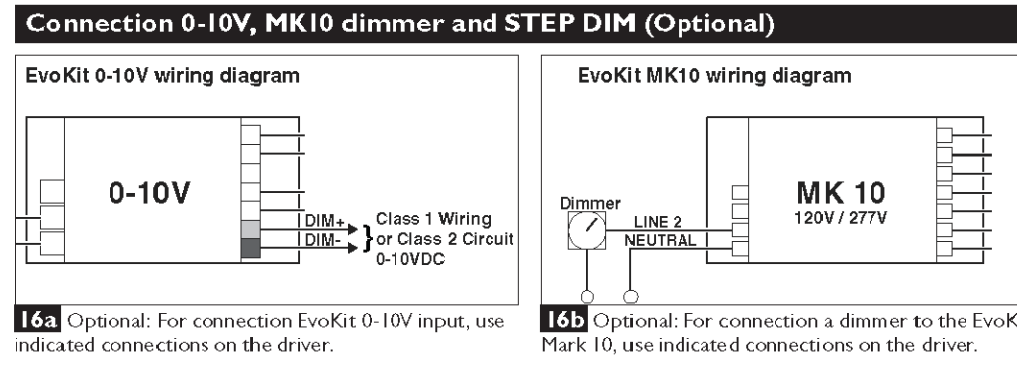 Connection 0-10V, MK10 dimmer and STEP DIM (Optional)
EvoKit 0-10V wiring diagram
0-10V
DIM+
DIM-
Class 1 Wiring
or Class 2 Circuit
0-10VDC
16a Optional: For connection EvoKit 0-10V input, use
indicated connections on the driver.
EvoKit MK10 wiring diagram
Dimmer
LINE 2
NEUTRAL
MK 10
120V / 277V
16b Optional: For connection a dimmer to the EvoK
Mark 10, use indicated connections on the driver.